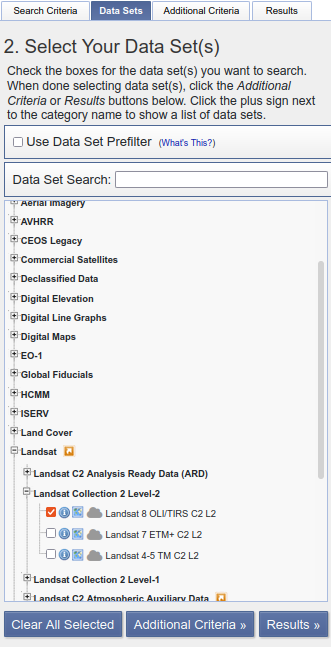 Search Criteria
Data Sets
Additional Criteria
Results
2. Select Your Data Set(s)
Check the boxes for the data set(s) you want to search.
When done selecting data set(s), click the Additional
Criteria or Results buttons below. Click the plus sign next
to the category name to show a list of data sets.
Use Data Set Prefilter (What's This?)
Data Set Search:
Aerial Imagery
AVHRR
CEOS Legacy
Commercial Satellites
Declassified Data
Digital Elevation
Digital Line Graphs
Digital Maps
EO-1
Global Fiducials
HCMM
ISERV
Land Cover
Landsat
Landsat C2 Analysis Ready Data (ARD)
Landsat Collection 2 Level-2
Landsat 8 OLI/TIRS C2 L2
Landsat 7 ETM+ C2 L2
Landsat 4-5 TM C2 L2
Landsat Collection 2 Level-1
Landsat C2 Atmospheric Auxiliary Data
Clear All Selected
Additional Criteria »
Results »